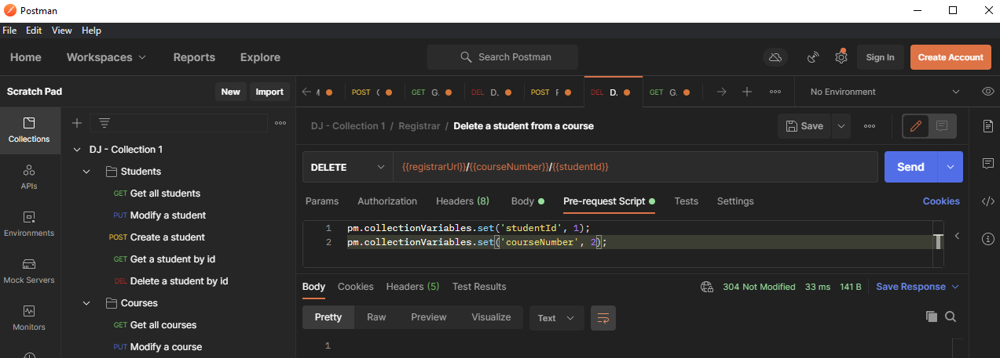 Postman
File Edit View Help
Home Workspaces Reports Explore Search Postman Sign In Create Account
Scratch Pad New Import
POST GET G. DEL D. POST GET G. No Environment
Collections
APIs
Environments
Mock Servers
Monitors
DJ - Collection 1
Students
GET Get all students
PUT Modify a student
POST Create a student
GET Get a student by id
DEL Delete a student by id
Courses
GET Get all courses
PUT Modify a course
DJ - Collection 1 / Registrar / Delete a student from a course Save
DELETE {{registrarUrl}}/{{courseNumber}}/{{studentId}} Send
Params Authorization Headers (8) Body Pre-request Script Tests Settings Cookies
1 pm.collectionVariables.set('studentId', 1);
2 pm.collectionVariables.set('courseNumber', 2);
Body Cookies Headers (5) Test Results 304 Not Modified 33 ms 141 B Save Response
Pretty Raw Preview Visualize Text
1